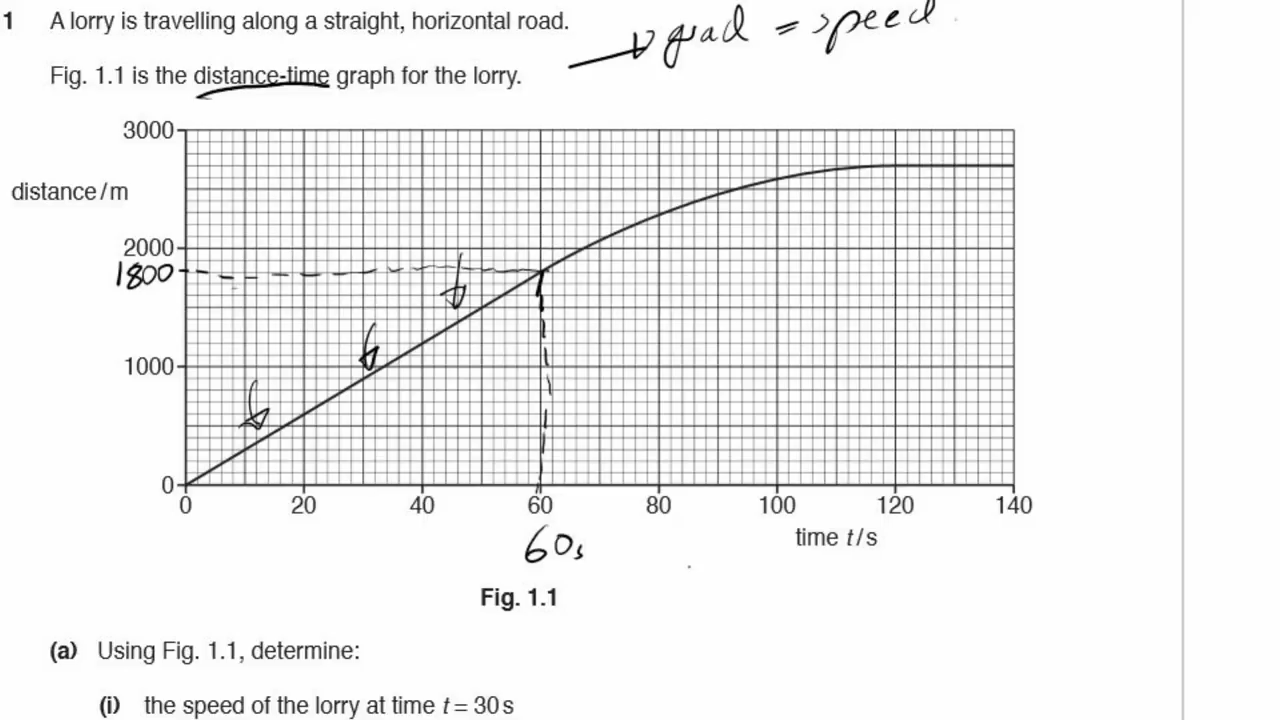 1 A lorry is travelling along a straight, horizontal road.
grad = speed
Fig. 1.1 is the distance-time graph for the lorry.
3000
distance / m
2000
1800
1000
0
0 20 40 60 80 100 120 140
time t / s
60s
Fig. 1.1
(a) Using Fig. 1.1, determine:
(i) the speed of the lorry at time t = 30 s